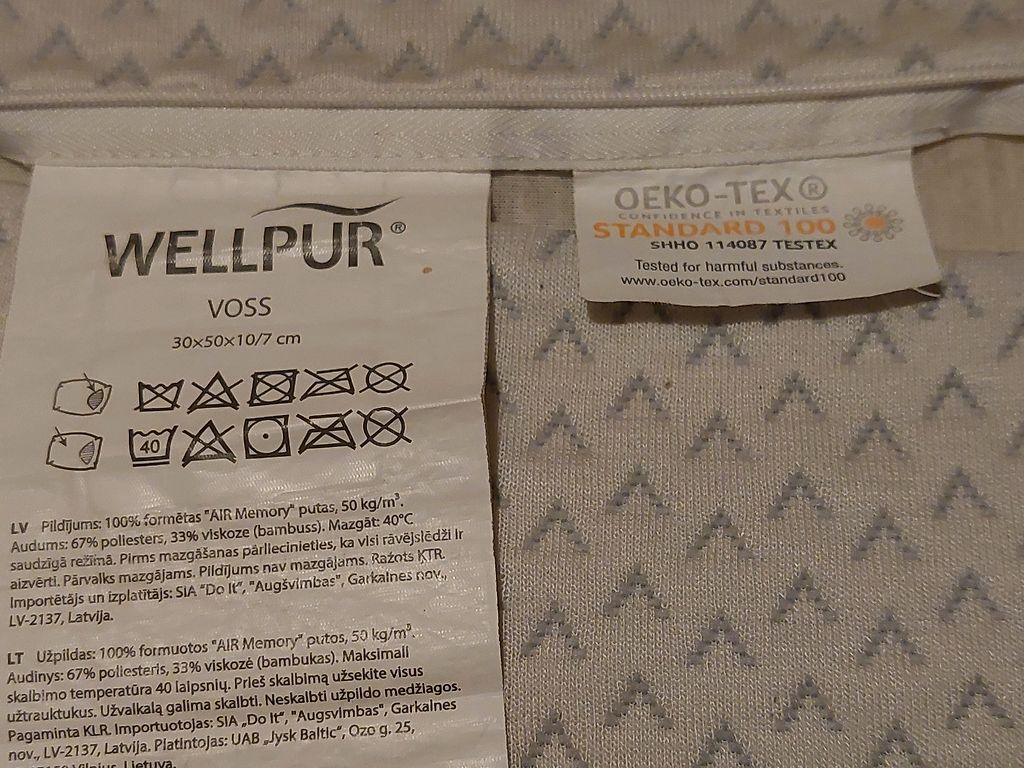 WELLPUR®
VOSS
30×50×10/7 cm
40
LV Pildījums: 100% formētas "AIR Memory" putas, 50 kg/m³.
Audums: 67% poliesters, 33% viskoze (bambuss). Mazgāt: 40°C
saudzīgā režīmā. Pirms mazgāšanas pārliecinieties, ka visi rāvējslēdži ir
aizvērti. Pārvalks mazgājams. Pildījums nav mazgājams. Ražots ĶTR.
Importētājs un izplatītājs: SIA "Do It", "Augšvimbas", Garkalnes nov.,
LV-2137, Latvija.
LT Užpildas: 100% formuotos "AIR Memory" putos, 50 kg/m³.
Audinys: 67% poliesteris, 33% viskozė (bambukas). Maksimali
skalbimo temperatūra 40 laipsnių. Prieš skalbimą užsekite visus
užtrauktukus. Užvalkalą galima skalbti. Neskalbti užpildo medžiagos.
Pagaminta KLR. Importuotojas: SIA „Do It", "Augsvimbas", Garkalnes
nov., LV-2137, Latvija. Platintojas: UAB „Jysk Baltic", Ozo g. 25,
Vilnius, Lietuva.
OEKO-TEX®
CONFIDENCE IN TEXTILES
STANDARD 100
SHHO 114087 TESTEX
Tested for harmful substances.
www.oeko-tex.com/standard100